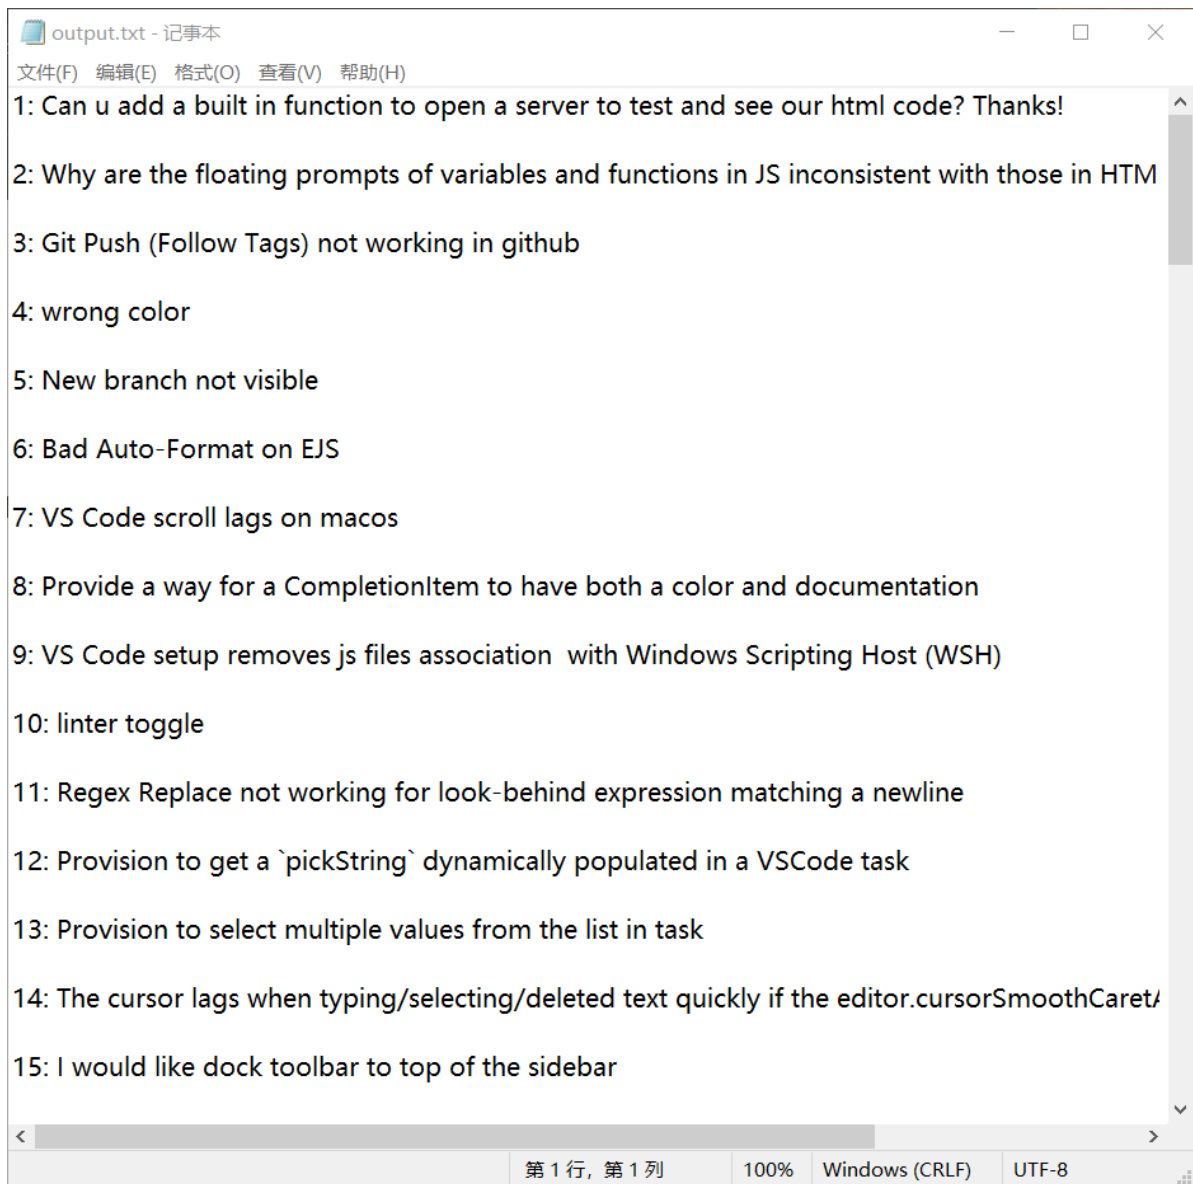 output.txt - 记事本
文件(F) 编辑(E) 格式(O) 查看(V) 帮助(H)
1: Can u add a built in function to open a server to test and see our html code? Thanks!
2: Why are the floating prompts of variables and functions in JS inconsistent with those in HTM
3: Git Push (Follow Tags) not working in github
4: wrong color
5: New branch not visible
6: Bad Auto-Format on EJS
7: VS Code scroll lags on macos
8: Provide a way for a CompletionItem to have both a color and documentation
9: VS Code setup removes js files association  with Windows Scripting Host (WSH)
10: linter toggle
11: Regex Replace not working for look-behind expression matching a newline
12: Provision to get a `pickString` dynamically populated in a VSCode task
13: Provision to select multiple values from the list in task
14: The cursor lags when typing/selecting/deleted text quickly if the editor.cursorSmoothCaretA
15: I would like dock toolbar to top of the sidebar
第 1 行，第 1 列 100% Windows (CRLF) UTF-8